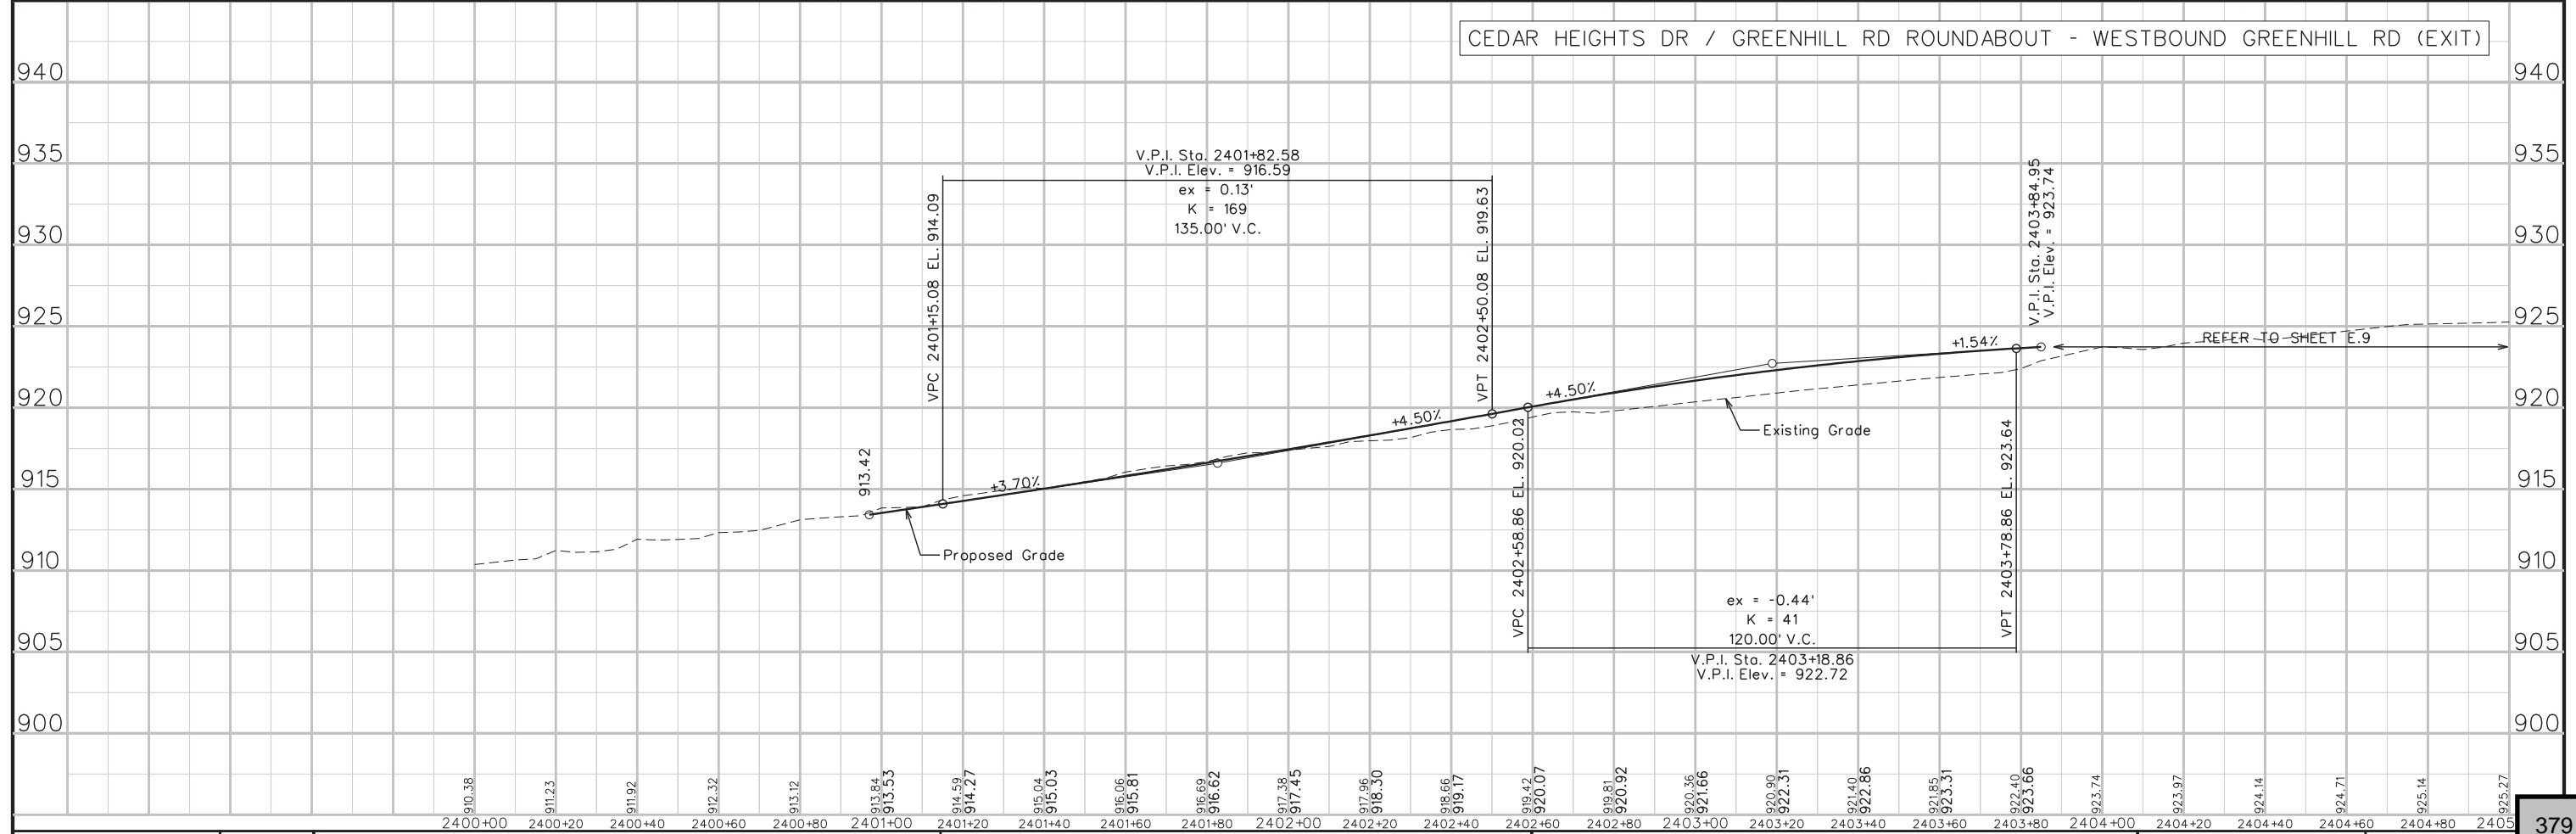 CEDAR HEIGHTS DR / GREENHILL RD ROUNDABOUT - WESTBOUND GREENHILL RD (EXIT)
940 940
935 935
930 930
925 925
920 920
915 915
910 910
905 905
900 900
V.P.I. Sta. 2401+82.58
V.P.I. Elev. = 916.59
ex = 0.13'
K = 169
135.00' V.C.
VPC 2401+15.08 EL. 914.09
VPT 2402+50.08 EL. 919.63
V.P.I. Sta. 2403+84.95
V.P.I. Elev. = 923.74
REFER TO SHEET E.9
+1.54%
+4.50%
+4.50%
+3.70%
913.42
Existing Grade
Proposed Grade
VPC 2402+58.86 EL. 920.02
VPT 2403+78.86 EL. 923.64
ex = -0.44'
K = 41
120.00' V.C.
V.P.I. Sta. 2403+18.86
V.P.I. Elev. = 922.72
910.38 911.23 911.92 912.32 913.12 913.84 914.59 915.04 916.06 916.69 917.38 917.96 918.66 919.42 919.81 920.36 920.90 921.40 921.85 922.40 923.74 923.97 924.14 924.71 925.14 925.27
913.53 914.27 915.03 915.81 916.62 917.45 918.30 919.17 920.07 920.92 921.66 922.31 922.86 923.31 923.66
2400+00 2400+20 2400+40 2400+60 2400+80 2401+00 2401+20 2401+40 2401+60 2401+80 2402+00 2402+20 2402+40 2402+60 2402+80 2403+00 2403+20 2403+40 2403+60 2403+80 2404+00 2404+20 2404+40 2404+60 2404+80 2405
379